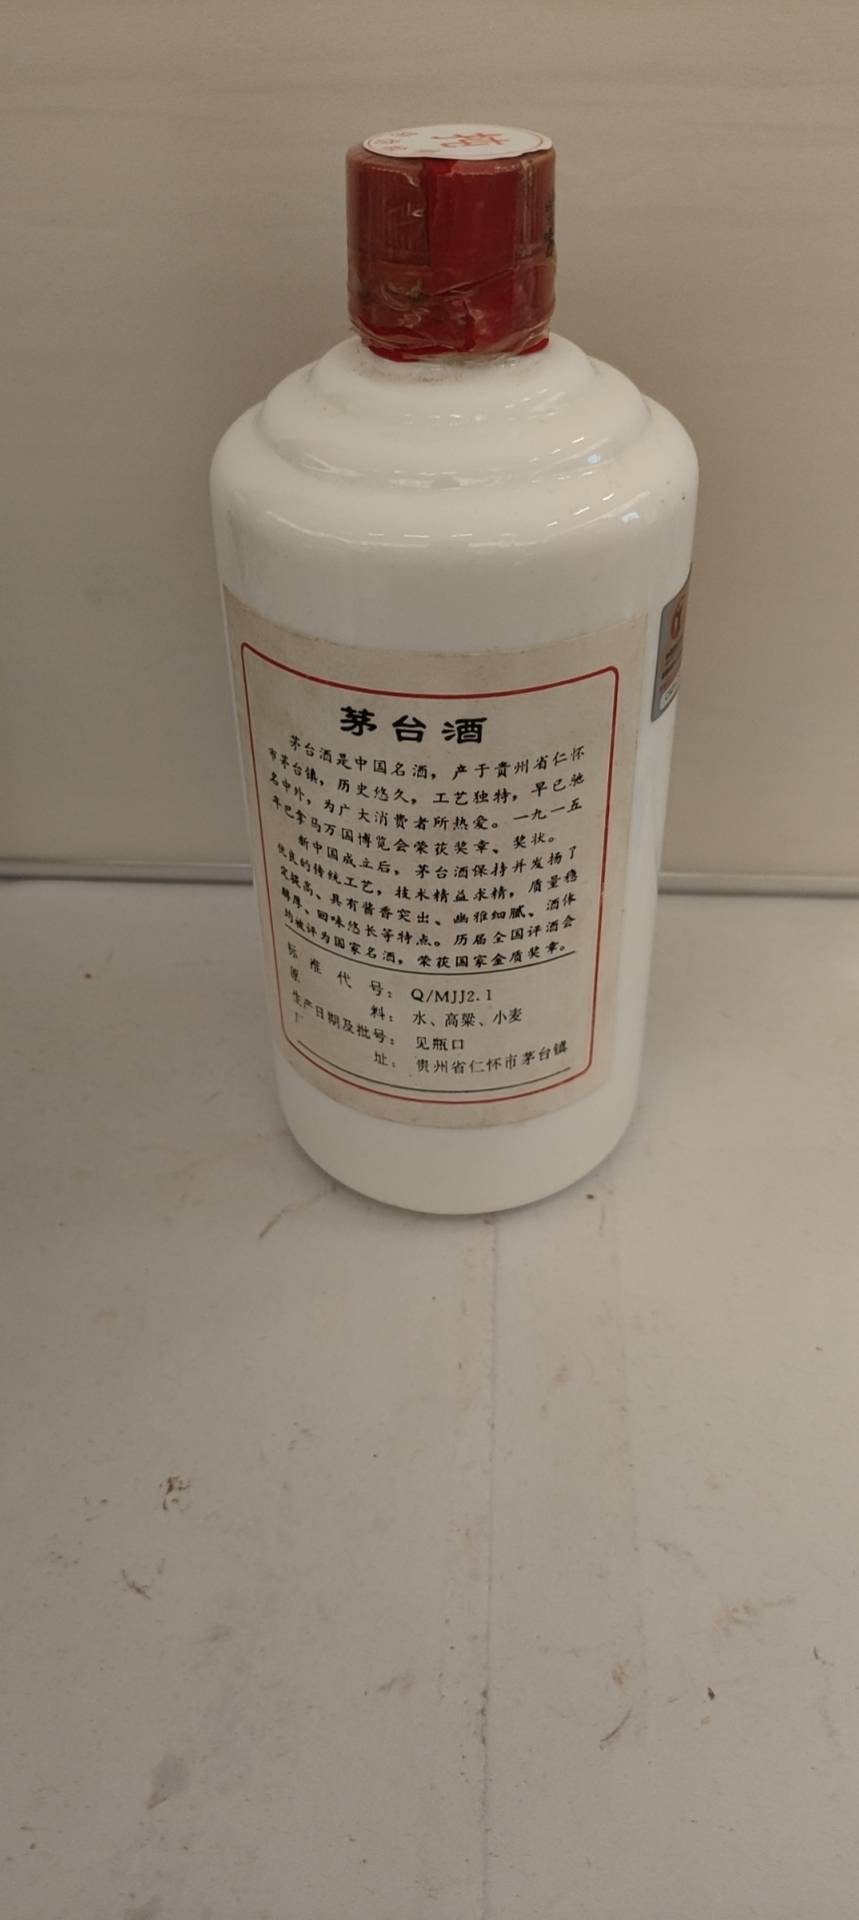 茅台酒
茅台酒是中国名酒，产于贵州省仁怀
市茅台镇，历史悠久，工艺独特，早已驰
名中外，为广大消费者所热爱。一九一五
年巴拿马万国博览会荣获奖章、奖状。
新中国成立后，茅台酒保持并发扬了
优良的传统工艺，技术精益求精，质量稳
定提高、具有酱香突出、幽雅细腻、酒体
醇厚、回味悠长等特点。历届全国评酒会
均被评为国家名酒，荣获国家金质奖章。
标准代号：Q/MJJ2.1
原料：水、高粱、小麦
生产日期及批号：见瓶口
厂址：贵州省仁怀市茅台镇